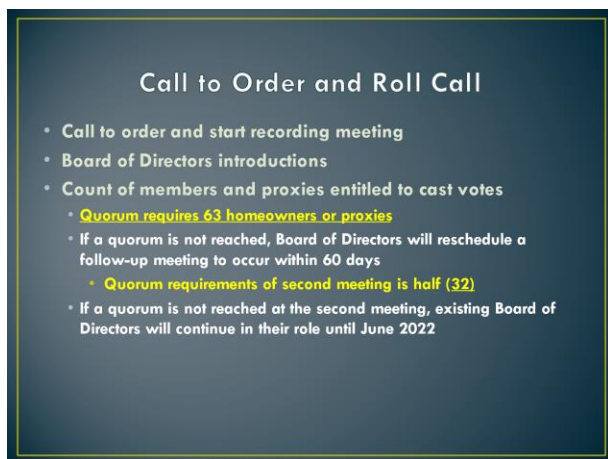 Call to Order and Roll Call
• Call to order and start recording meeting
• Board of Directors introductions
• Count of members and proxies entitled to cast votes
• Quorum requires 63 homeowners or proxies
• If a quorum is not reached, Board of Directors will reschedule a
follow-up meeting to occur within 60 days
• Quorum requirements of second meeting is half (32)
• If a quorum is not reached at the second meeting, existing Board of
Directors will continue in their role until June 2022